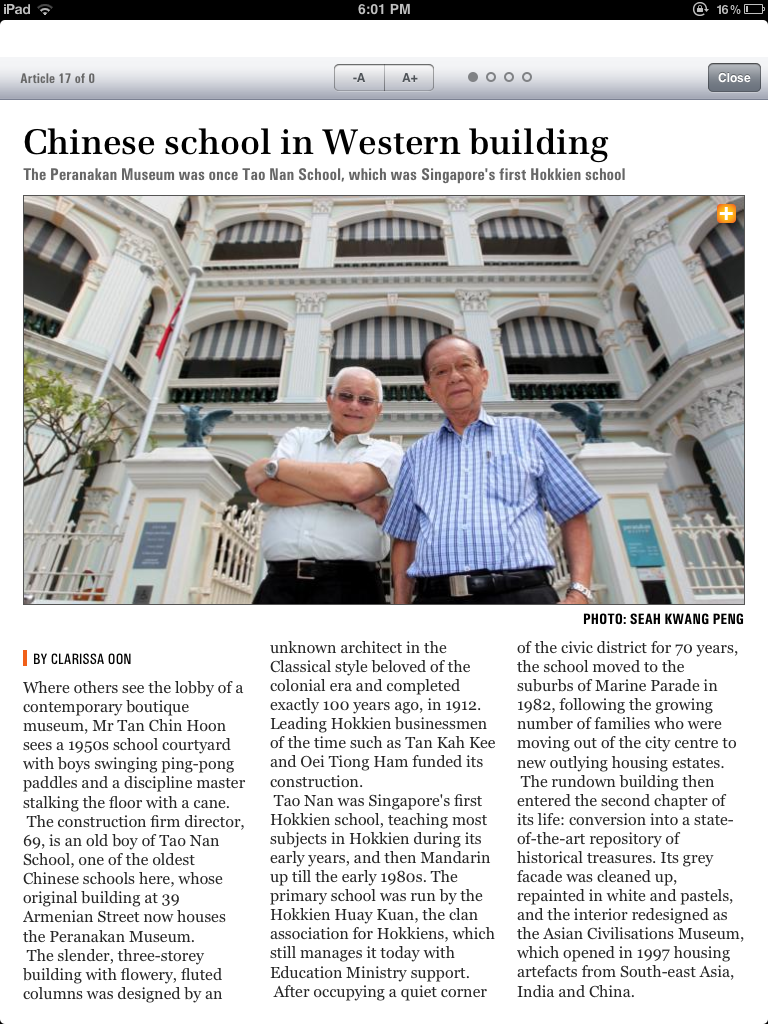 iPad
6:01 PM
16%
Article 17 of 0
-A
A+
Close
Chinese school in Western building
The Peranakan Museum was once Tao Nan School, which was Singapore's first Hokkien school
PHOTO: SEAH KWANG PENG
BY CLARISSA OON
Where others see the lobby of a
contemporary boutique
museum, Mr Tan Chin Hoon
sees a 1950s school courtyard
with boys swinging ping-pong
paddles and a discipline master
stalking the floor with a cane.
The construction firm director,
69, is an old boy of Tao Nan
School, one of the oldest
Chinese schools here, whose
original building at 39
Armenian Street now houses
the Peranakan Museum.
The slender, three-storey
building with flowery, fluted
columns was designed by an
unknown architect in the
Classical style beloved of the
colonial era and completed
exactly 100 years ago, in 1912.
Leading Hokkien businessmen
of the time such as Tan Kah Kee
and Oei Tiong Ham funded its
construction.
Tao Nan was Singapore's first
Hokkien school, teaching most
subjects in Hokkien during its
early years, and then Mandarin
up till the early 1980s. The
primary school was run by the
Hokkien Huay Kuan, the clan
association for Hokkiens, which
still manages it today with
Education Ministry support.
After occupying a quiet corner
of the civic district for 70 years,
the school moved to the
suburbs of Marine Parade in
1982, following the growing
number of families who were
moving out of the city centre to
new outlying housing estates.
The rundown building then
entered the second chapter of
its life: conversion into a state-
of-the-art repository of
historical treasures. Its grey
facade was cleaned up,
repainted in white and pastels,
and the interior redesigned as
the Asian Civilisations Museum,
which opened in 1997 housing
artefacts from South-east Asia,
India and China.